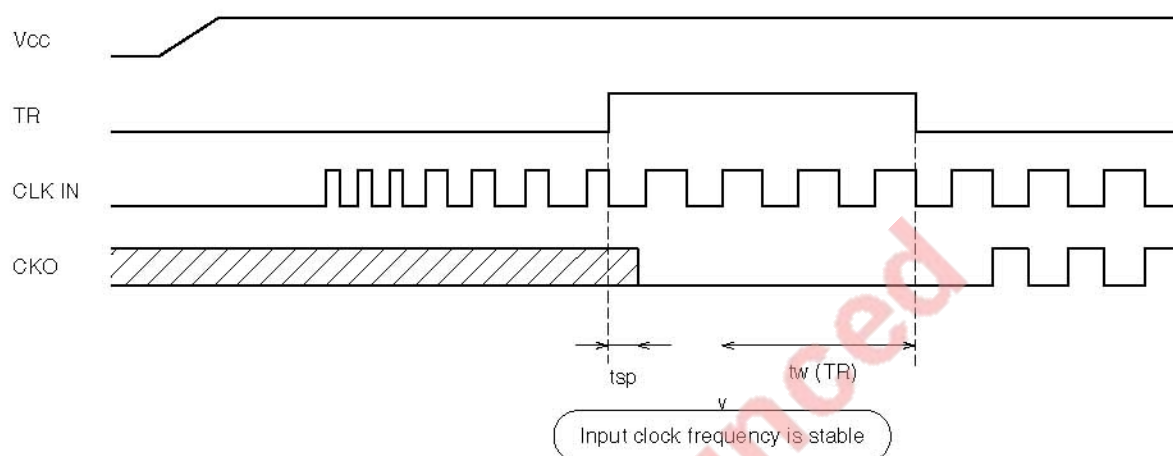 Vcc
TR
CLK IN
CKO
tsp
tw (TR)
Input clock frequency is stable